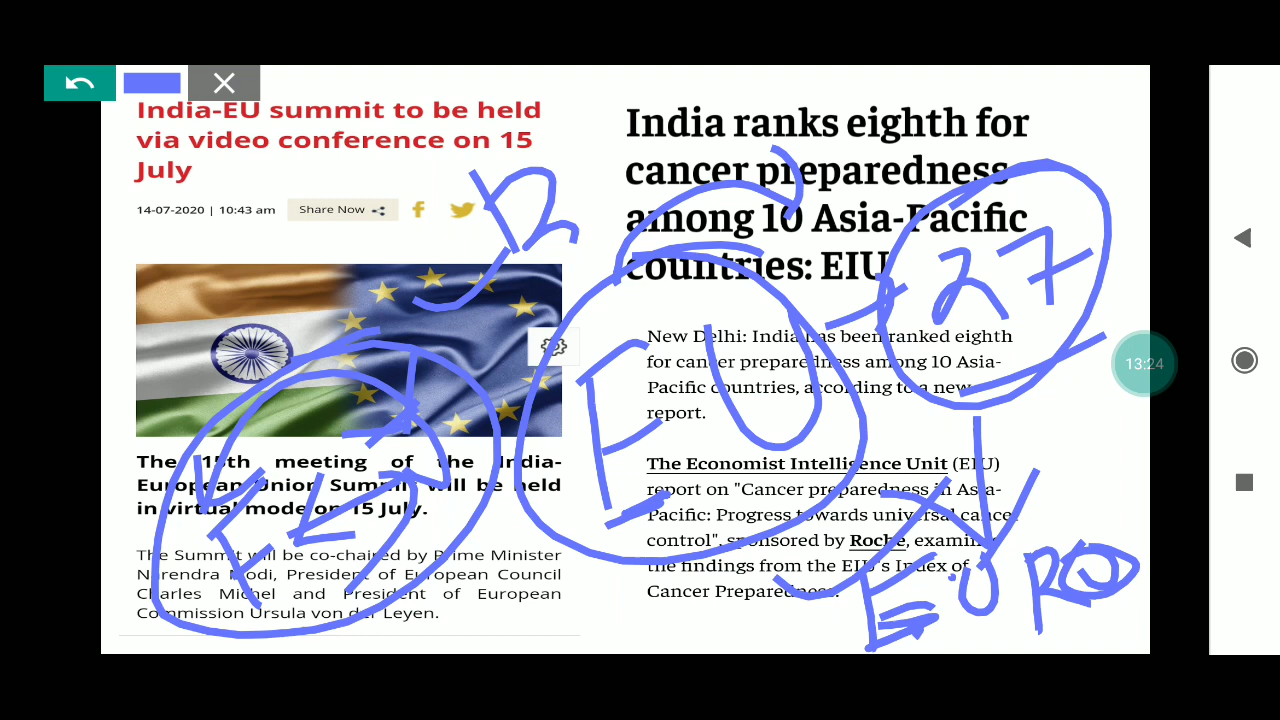 India-EU summit to be held
via video conference on 15
July
14-07-2020 | 10:43 am Share Now
The 15th meeting of the India-
European Union Summit will be held
in virtual mode on 15 July.
The Summit will be co-chaired by Prime Minister
Narendra Modi, President of European Council
Charles Michel and President of European
Commission Ursula von der Leyen.
India ranks eighth for
cancer preparedness
among 10 Asia-Pacific
countries: EIU
New Delhi: India has been ranked eighth
for cancer preparedness among 10 Asia-
Pacific countries, according to a new
report.
The Economist Intelligence Unit (EIU)
report on "Cancer preparedness in Asia-
Pacific: Progress towards universal cancer
control", sponsored by Roche, examines
the findings from the EIU's Index of
Cancer Preparedness.
EU - 27
13:24